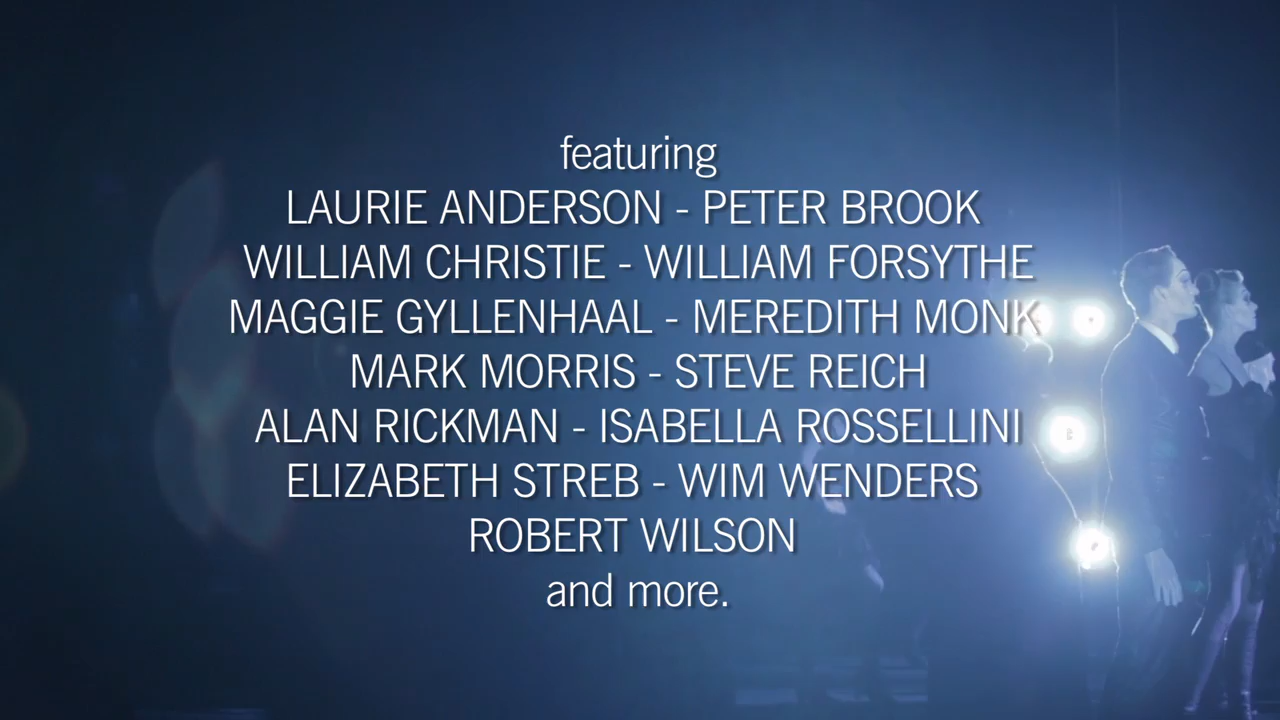 featuring
LAURIE ANDERSON - PETER BROOK
WILLIAM CHRISTIE - WILLIAM FORSYTHE
MAGGIE GYLLENHAAL - MEREDITH MONK
MARK MORRIS - STEVE REICH
ALAN RICKMAN - ISABELLA ROSSELLINI
ELIZABETH STREB - WIM WENDERS
ROBERT WILSON
and more.